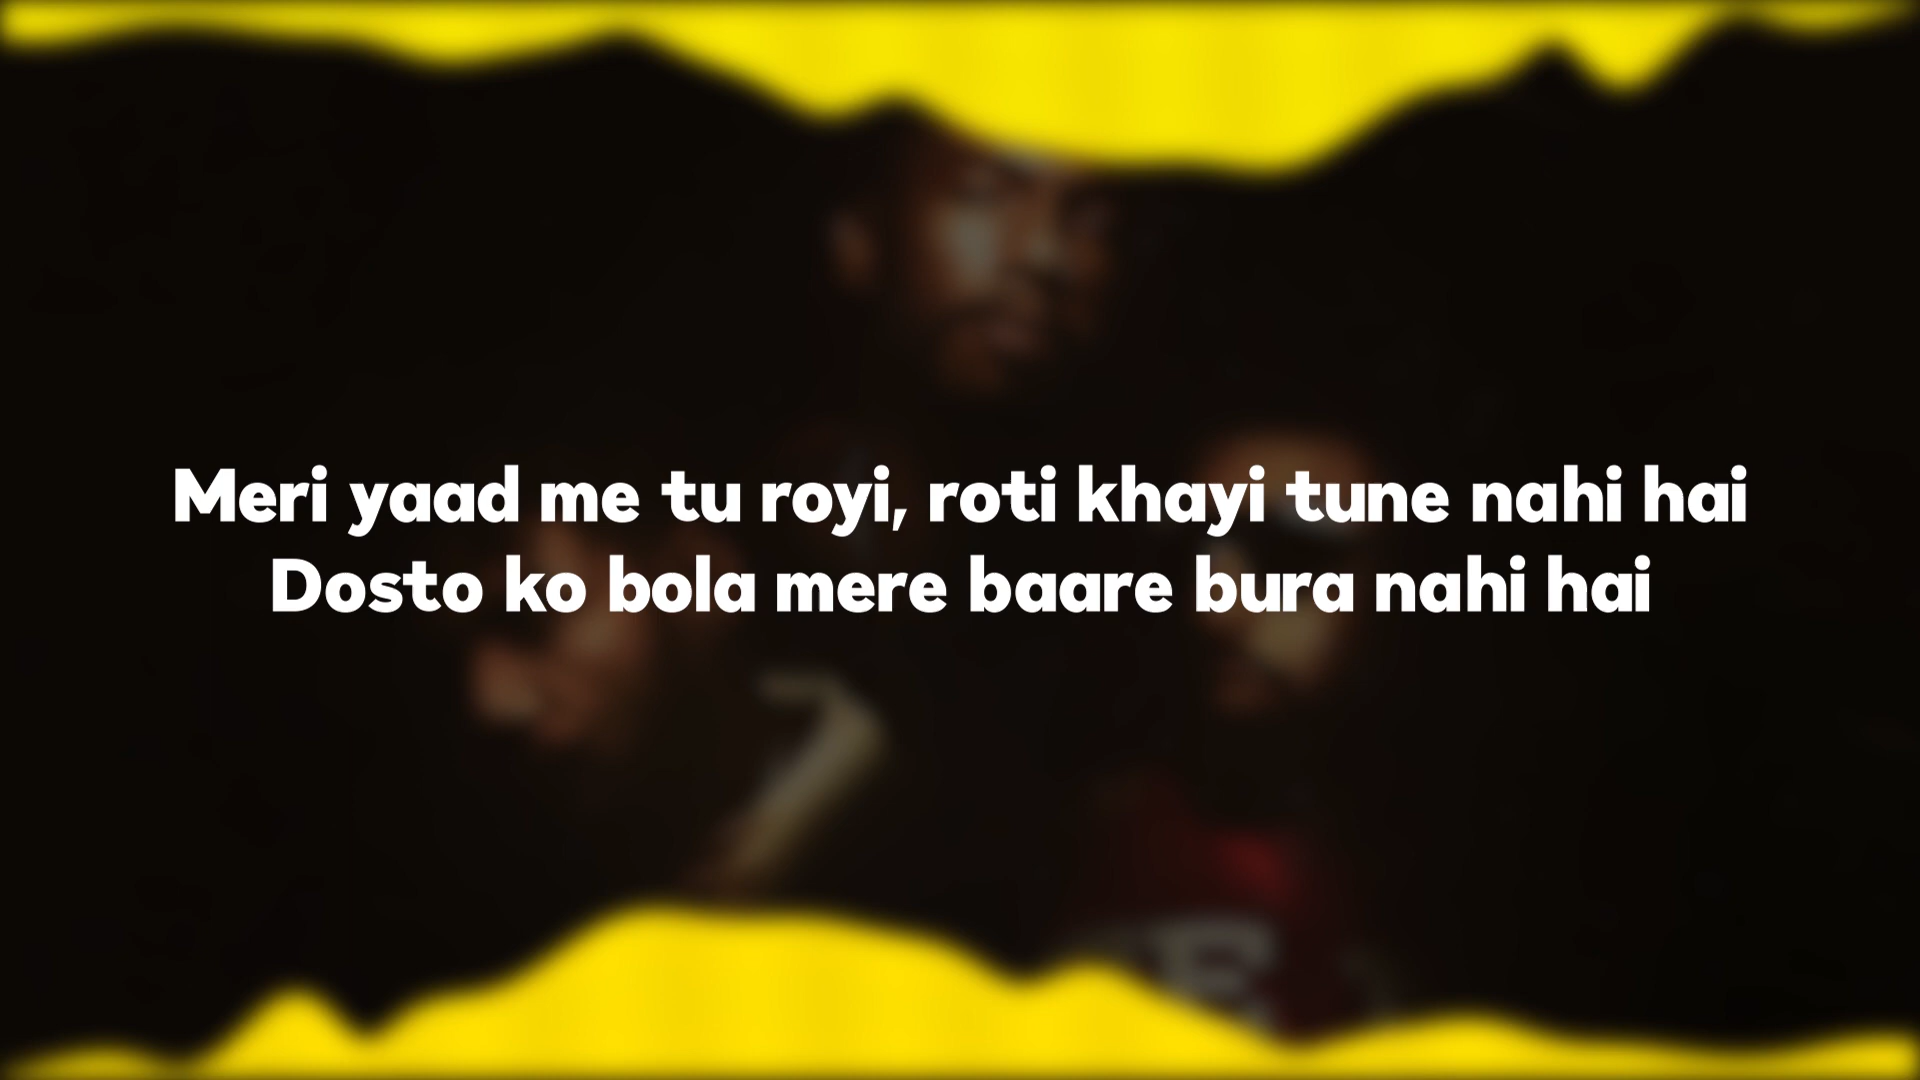 Meri yaad me tu royi, roti khayi tune nahi hai
Dosto ko bola mere baare bura nahi hai